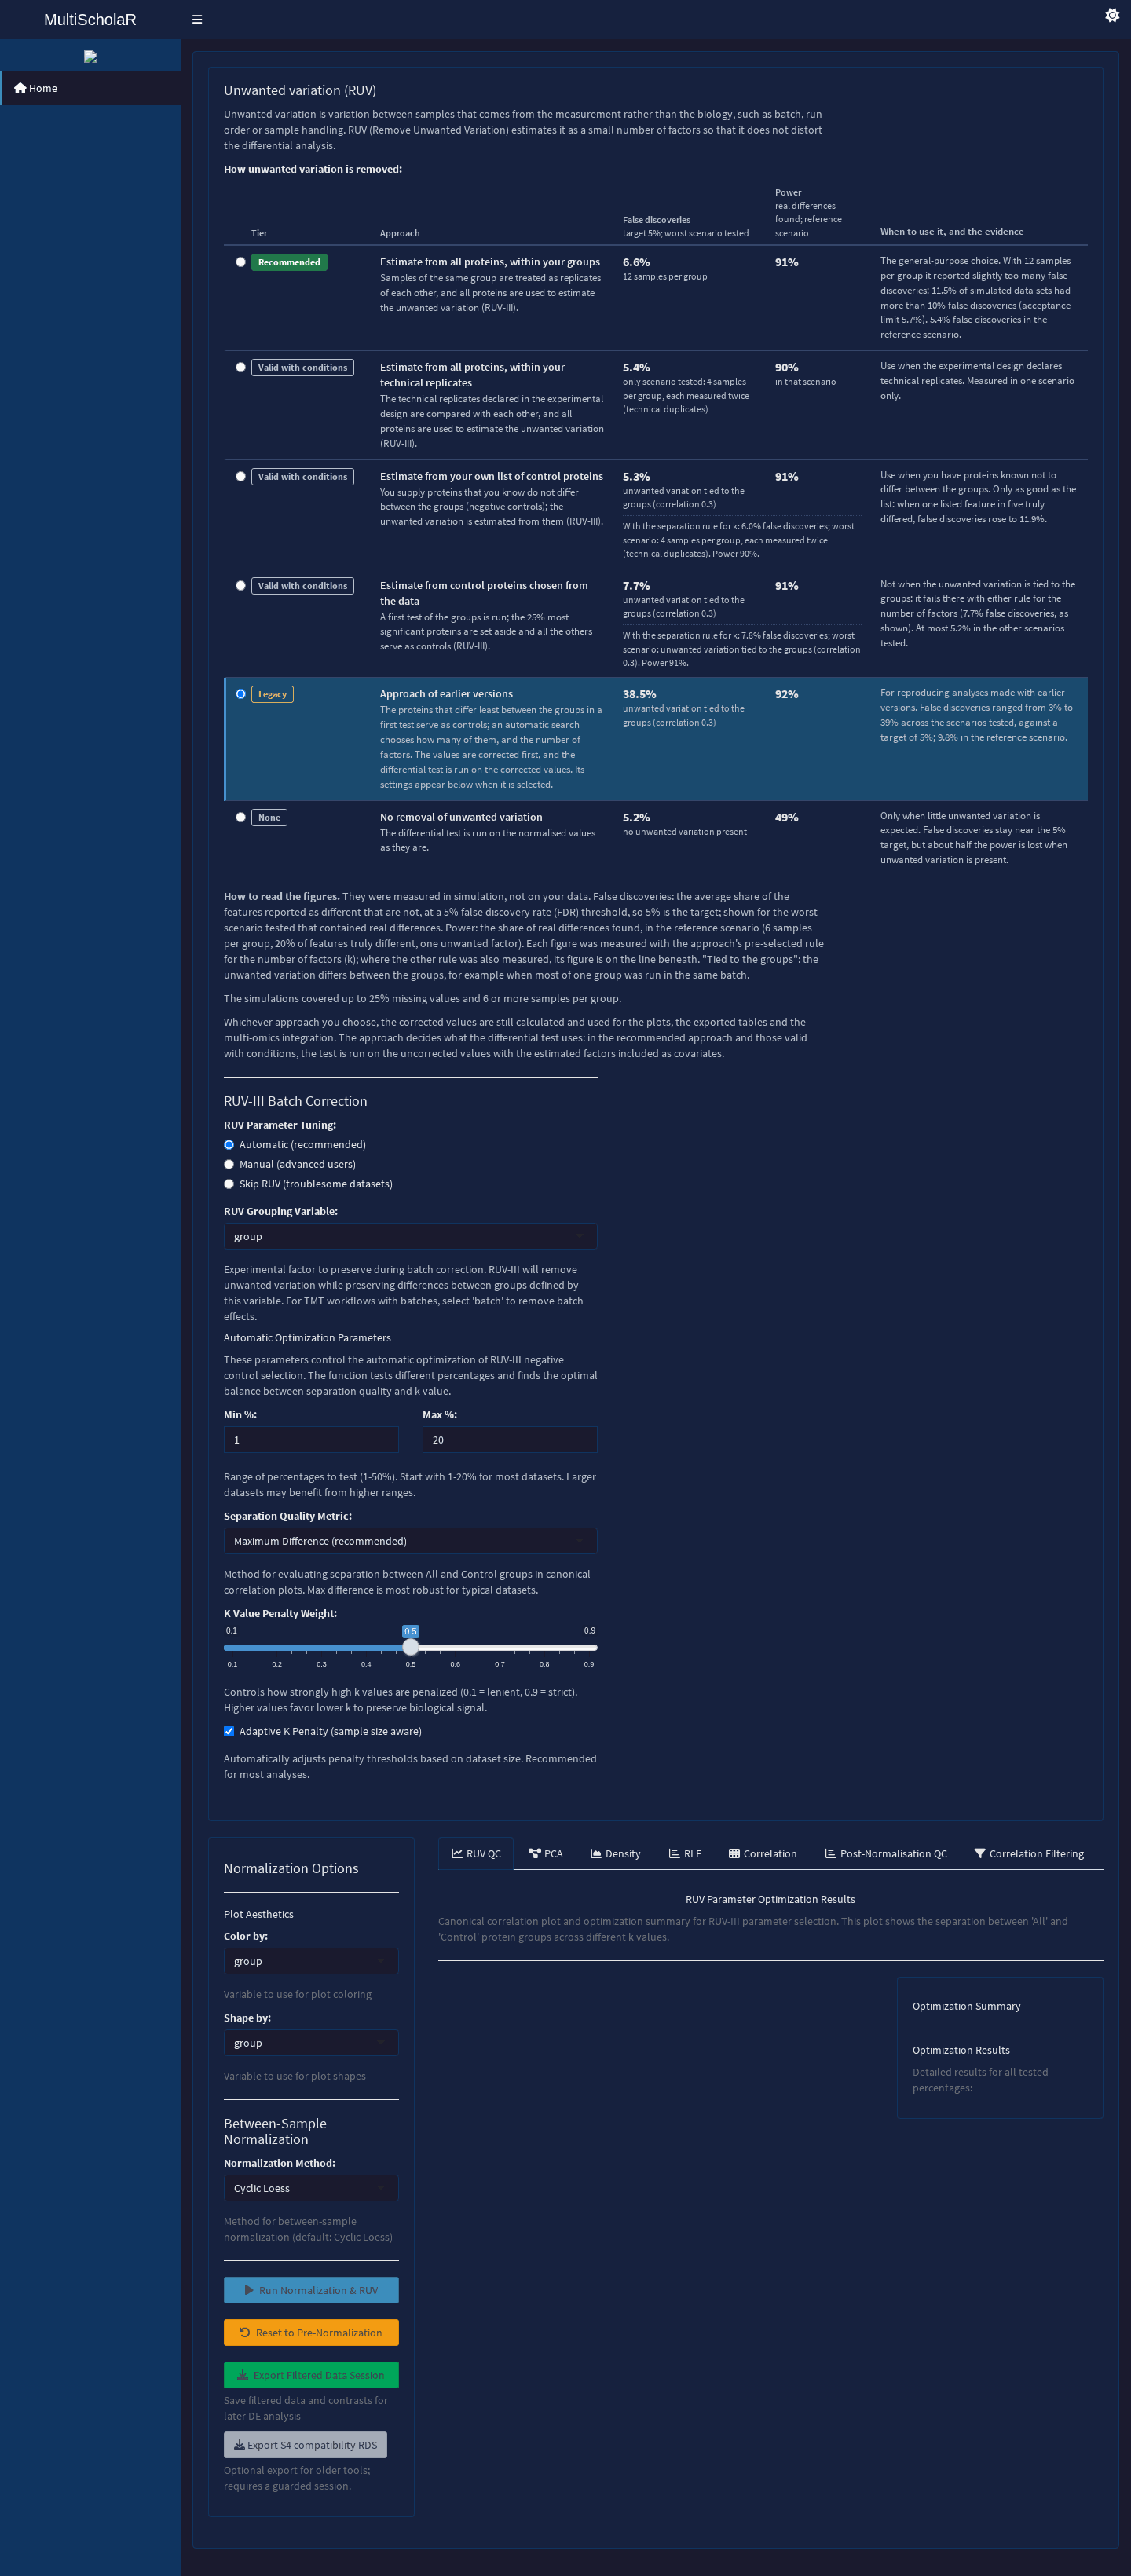 MultiScholaR
Home
Unwanted variation (RUV)
Unwanted variation is variation between samples that comes from the measurement rather than the biology, such as batch, run
order or sample handling. RUV (Remove Unwanted Variation) estimates it as a small number of factors so that it does not distort
the differential analysis.
How unwanted variation is removed:
Tier
Approach
False discoveries
target 5%; worst scenario tested
Power
real differences
found; reference
scenario
When to use it, and the evidence
Recommended
Estimate from all proteins, within your groups
Samples of the same group are treated as replicates
of each other, and all proteins are used to estimate
the unwanted variation (RUV-III).
6.6%
12 samples per group
91%
The general-purpose choice. With 12 samples
per group it reported slightly too many false
discoveries: 11.5% of simulated data sets had
more than 10% false discoveries (acceptance
limit 5.7%). 5.4% false discoveries in the
reference scenario.
Valid with conditions
Estimate from all proteins, within your
technical replicates
The technical replicates declared in the experimental
design are compared with each other, and all
proteins are used to estimate the unwanted variation
(RUV-III).
5.4%
only scenario tested: 4 samples
per group, each measured twice
(technical duplicates)
90%
in that scenario
Use when the experimental design declares
technical replicates. Measured in one scenario
only.
Valid with conditions
Estimate from your own list of control proteins
You supply proteins that you know do not differ
between the groups (negative controls); the
unwanted variation is estimated from them (RUV-III).
5.3%
unwanted variation tied to the
groups (correlation 0.3)
91%
With the separation rule for k: 6.0% false discoveries; worst
scenario: 4 samples per group, each measured twice
(technical duplicates). Power 90%.
Use when you have proteins known not to
differ between the groups. Only as good as the
list: when one listed feature in five truly
differed, false discoveries rose to 11.9%.
Valid with conditions
Estimate from control proteins chosen from
the data
A first test of the groups is run; the 25% most
significant proteins are set aside and all the others
serve as controls (RUV-III).
7.7%
unwanted variation tied to the
groups (correlation 0.3)
91%
With the separation rule for k: 7.8% false discoveries; worst
scenario: unwanted variation tied to the groups (correlation
0.3). Power 91%.
Not when the unwanted variation is tied to the
groups: it fails there with either rule for the
number of factors (7.7% false discoveries, as
shown). At most 5.2% in the other scenarios
tested.
Legacy
Approach of earlier versions
The proteins that differ least between the groups in a
first test serve as controls; an automatic search
chooses how many of them, and the number of
factors. The values are corrected first, and the
differential test is run on the corrected values. Its
settings appear below when it is selected.
38.5%
unwanted variation tied to the
groups (correlation 0.3)
92%
For reproducing analyses made with earlier
versions. False discoveries ranged from 3% to
39% across the scenarios tested, against a
target of 5%; 9.8% in the reference scenario.
None
No removal of unwanted variation
The differential test is run on the normalised values
as they are.
5.2%
no unwanted variation present
49%
Only when little unwanted variation is
expected. False discoveries stay near the 5%
target, but about half the power is lost when
unwanted variation is present.
How to read the figures. They were measured in simulation, not on your data. False discoveries: the average share of the
features reported as different that are not, at a 5% false discovery rate (FDR) threshold, so 5% is the target; shown for the worst
scenario tested that contained real differences. Power: the share of real differences found, in the reference scenario (6 samples
per group, 20% of features truly different, one unwanted factor). Each figure was measured with the approach's pre-selected rule
for the number of factors (k); where the other rule was also measured, its figure is on the line beneath. "Tied to the groups": the
unwanted variation differs between the groups, for example when most of one group was run in the same batch.
The simulations covered up to 25% missing values and 6 or more samples per group.
Whichever approach you choose, the corrected values are still calculated and used for the plots, the exported tables and the
multi-omics integration. The approach decides what the differential test uses: in the recommended approach and those valid
with conditions, the test is run on the uncorrected values with the estimated factors included as covariates.
RUV-III Batch Correction
RUV Parameter Tuning:
Automatic (recommended)
Manual (advanced users)
Skip RUV (troublesome datasets)
RUV Grouping Variable:
group
Experimental factor to preserve during batch correction. RUV-III will remove
unwanted variation while preserving differences between groups defined by
this variable. For TMT workflows with batches, select 'batch' to remove batch
effects.
Automatic Optimization Parameters
These parameters control the automatic optimization of RUV-III negative
control selection. The function tests different percentages and finds the optimal
balance between separation quality and k value.
Min %:
Max %:
1
20
Range of percentages to test (1-50%). Start with 1-20% for most datasets. Larger
datasets may benefit from higher ranges.
Separation Quality Metric:
Maximum Difference (recommended)
Method for evaluating separation between All and Control groups in canonical
correlation plots. Max difference is most robust for typical datasets.
K Value Penalty Weight:
0.1 0.5 0.9
0.1 0.2 0.3 0.4 0.5 0.6 0.7 0.8 0.9
Controls how strongly high k values are penalized (0.1 = lenient, 0.9 = strict).
Higher values favor lower k to preserve biological signal.
Adaptive K Penalty (sample size aware)
Automatically adjusts penalty thresholds based on dataset size. Recommended
for most analyses.
Normalization Options
Plot Aesthetics
Color by:
group
Variable to use for plot coloring
Shape by:
group
Variable to use for plot shapes
Between-Sample
Normalization
Normalization Method:
Cyclic Loess
Method for between-sample
normalization (default: Cyclic Loess)
Run Normalization & RUV
Reset to Pre-Normalization
Export Filtered Data Session
Save filtered data and contrasts for
later DE analysis
Export S4 compatibility RDS
Optional export for older tools;
requires a guarded session.
RUV QC
PCA
Density
RLE
Correlation
Post-Normalisation QC
Correlation Filtering
RUV Parameter Optimization Results
Canonical correlation plot and optimization summary for RUV-III parameter selection. This plot shows the separation between 'All' and
'Control' protein groups across different k values.
Optimization Summary
Optimization Results
Detailed results for all tested
percentages: